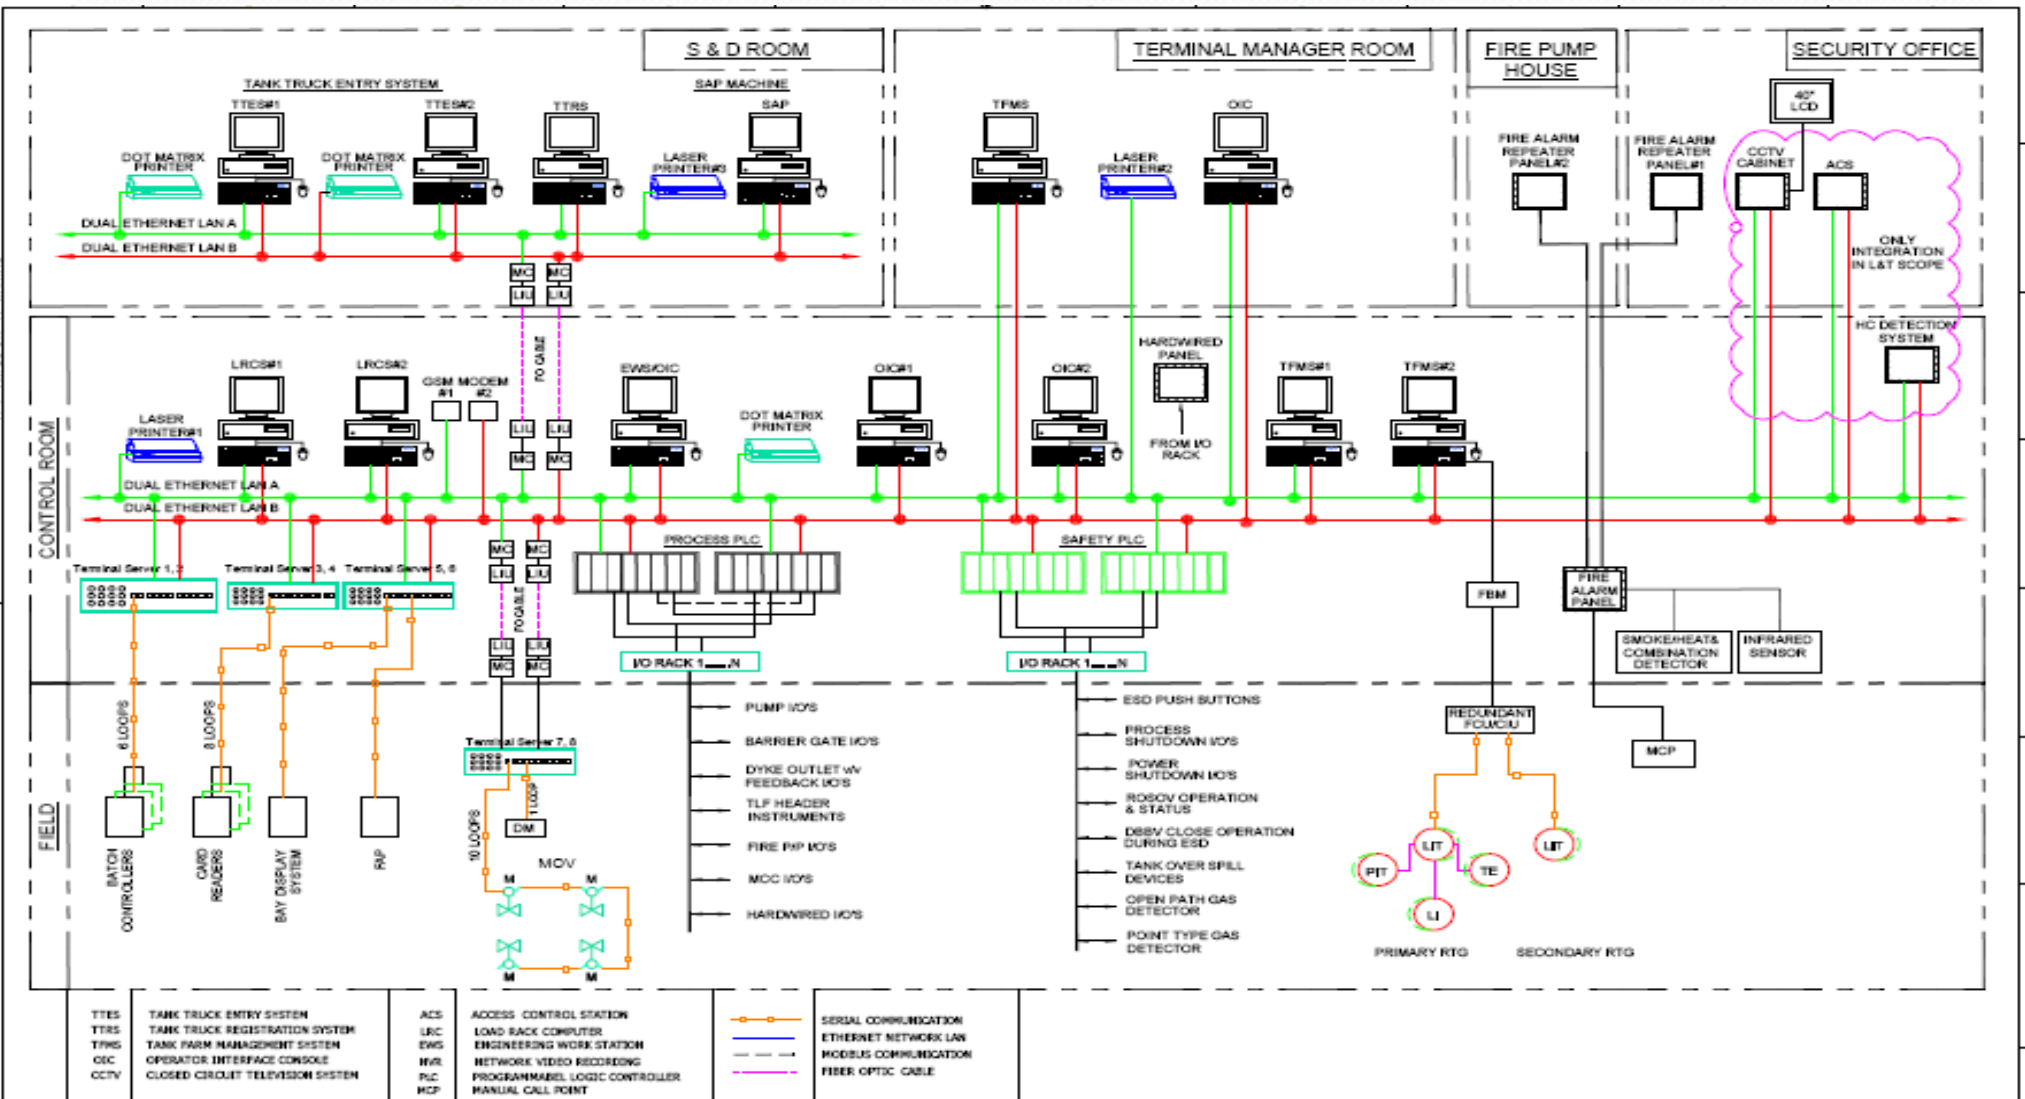 S & D ROOM
TERMINAL MANAGER ROOM
FIRE PUMP
HOUSE
SECURITY OFFICE
TANK TRUCK ENTRY SYSTEM
SAP MACHINE
TTES#1
TTES#2
TTRS
SAP
TFMS
OIC
40"
LCD
DOT MATRIX
PRINTER
DOT MATRIX
PRINTER
LASER
PRINTER#3
LASER
PRINTER#2
FIRE ALARM
REPEATER
PANEL#2
FIRE ALARM
REPEATER
PANEL#1
CCTV
CABINET
ACS
DUAL ETHERNET LAN A
DUAL ETHERNET LAN B
MC
MC
LIU
LIU
ONLY
INTEGRATION
IN L&T SCOPE
FO CABLE
CONTROL ROOM
LRCS#1
LRCS#2
GSM MODEM
#1
#2
EWS/OIC
OIC#1
OIC#2
HARDWIRED
PANEL
TFMS#1
TFMS#2
HC DETECTION
SYSTEM
LASER
PRINTER#1
LIU
LIU
MC
MC
DOT MATRIX
PRINTER
FROM I/O
RACK
DUAL ETHERNET LAN A
DUAL ETHERNET LAN B
MC
MC
LIU
LIU
FO CABLE
LIU
LIU
MC
MC
PROCESS PLC
SAFETY PLC
Terminal Server 1, 2
Terminal Server 3, 4
Terminal Server 5, 6
I/O RACK 1___N
I/O RACK 1___N
FBM
FIRE
ALARM
PANEL
SMOKE/HEAT&
COMBINATION
DETECTOR
INFRARED
SENSOR
FIELD
6 LOOPS
8 LOOPS
BATCH
CONTROLLERS
CARD
READERS
BAY DISPLAY
SYSTEM
PAP
Terminal Server 7, 8
10 LOOPS
1 LOOP
DM
MOV
M
M
M
M
PUMP I/O'S
BARRIER GATE I/O'S
DYKE OUTLET w/v
FEEDBACK I/O'S
TLF HEADER
INSTRUMENTS
FIRE P/P I/O'S
MCC I/O'S
HARDWIRED I/O'S
ESD PUSH BUTTONS
PROCESS
SHUTDOWN I/O'S
POWER
SHUTDOWN I/O'S
ROSOV OPERATION
& STATUS
DBBV CLOSE OPERATION
DURING ESD
TANK OVER SPILL
DEVICES
OPEN PATH GAS
DETECTOR
POINT TYPE GAS
DETECTOR
REDUNDANT
FCU/CIU
MCP
LIT
LIT
PIT
TE
LI
PRIMARY RTG
SECONDARY RTG
TTES TANK TRUCK ENTRY SYSTEM
TTRS TANK TRUCK REGISTRATION SYSTEM
TFMS TANK FARM MANAGEMENT SYSTEM
OIC OPERATOR INTERFACE CONSOLE
CCTV CLOSED CIRCUIT TELEVISION SYSTEM
ACS ACCESS CONTROL STATION
LRC LOAD RACK COMPUTER
EWS ENGINEERING WORK STATION
NVR NETWORK VIDEO RECORDING
PLC PROGRAMMABEL LOGIC CONTROLLER
MCP MANUAL CALL POINT
SERIAL COMMUNICATION
ETHERNET NETWORK LAN
MODBUS COMMUNICATION
FIBER OPTIC CABLE